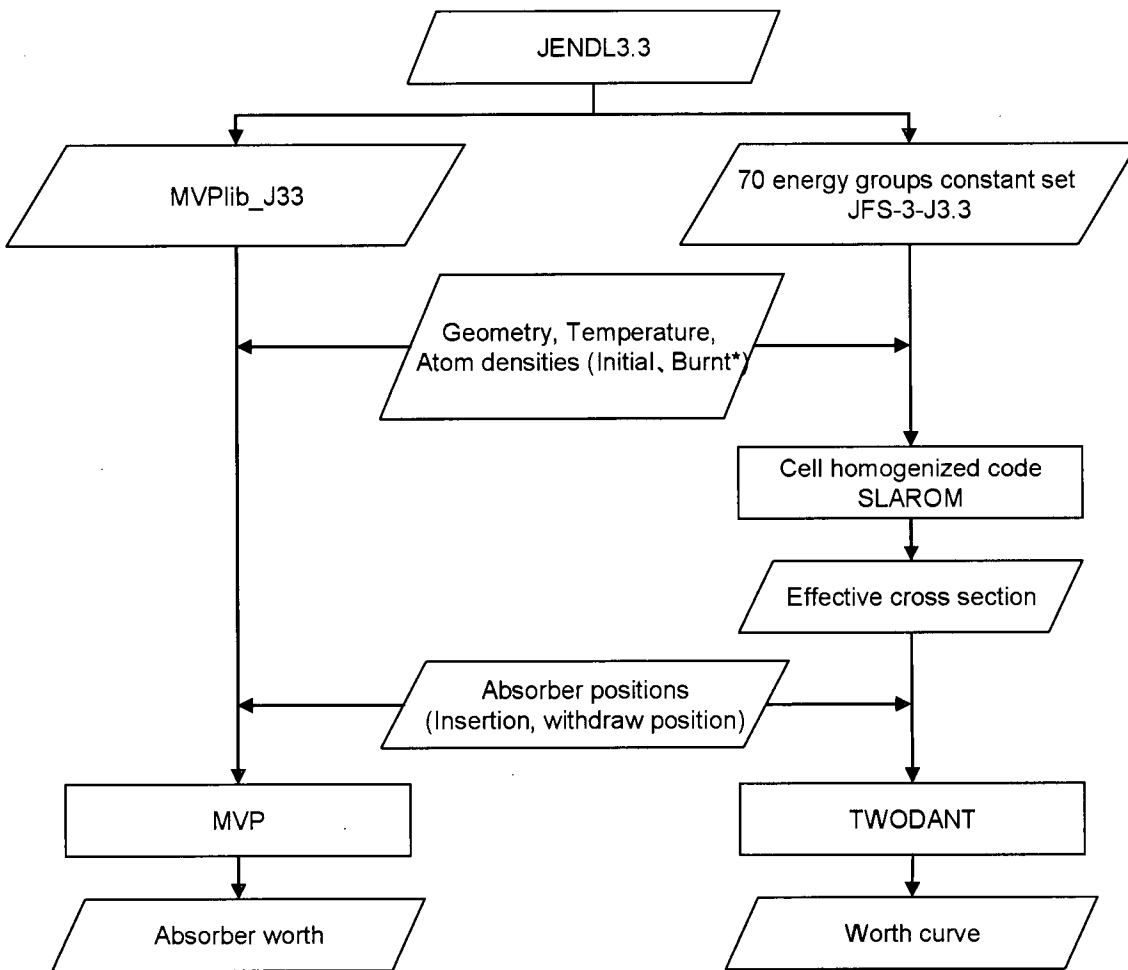 JENDL3.3
MVPlib_J33
70 energy groups constant set
JFS-3-J3.3
Geometry, Temperature,
Atom densities (Initial、Burnt*)
Cell homogenized code
SLAROM
Effective cross section
Absorber positions
(Insertion, withdraw position)
MVP
TWODANT
Absorber worth
Worth curve